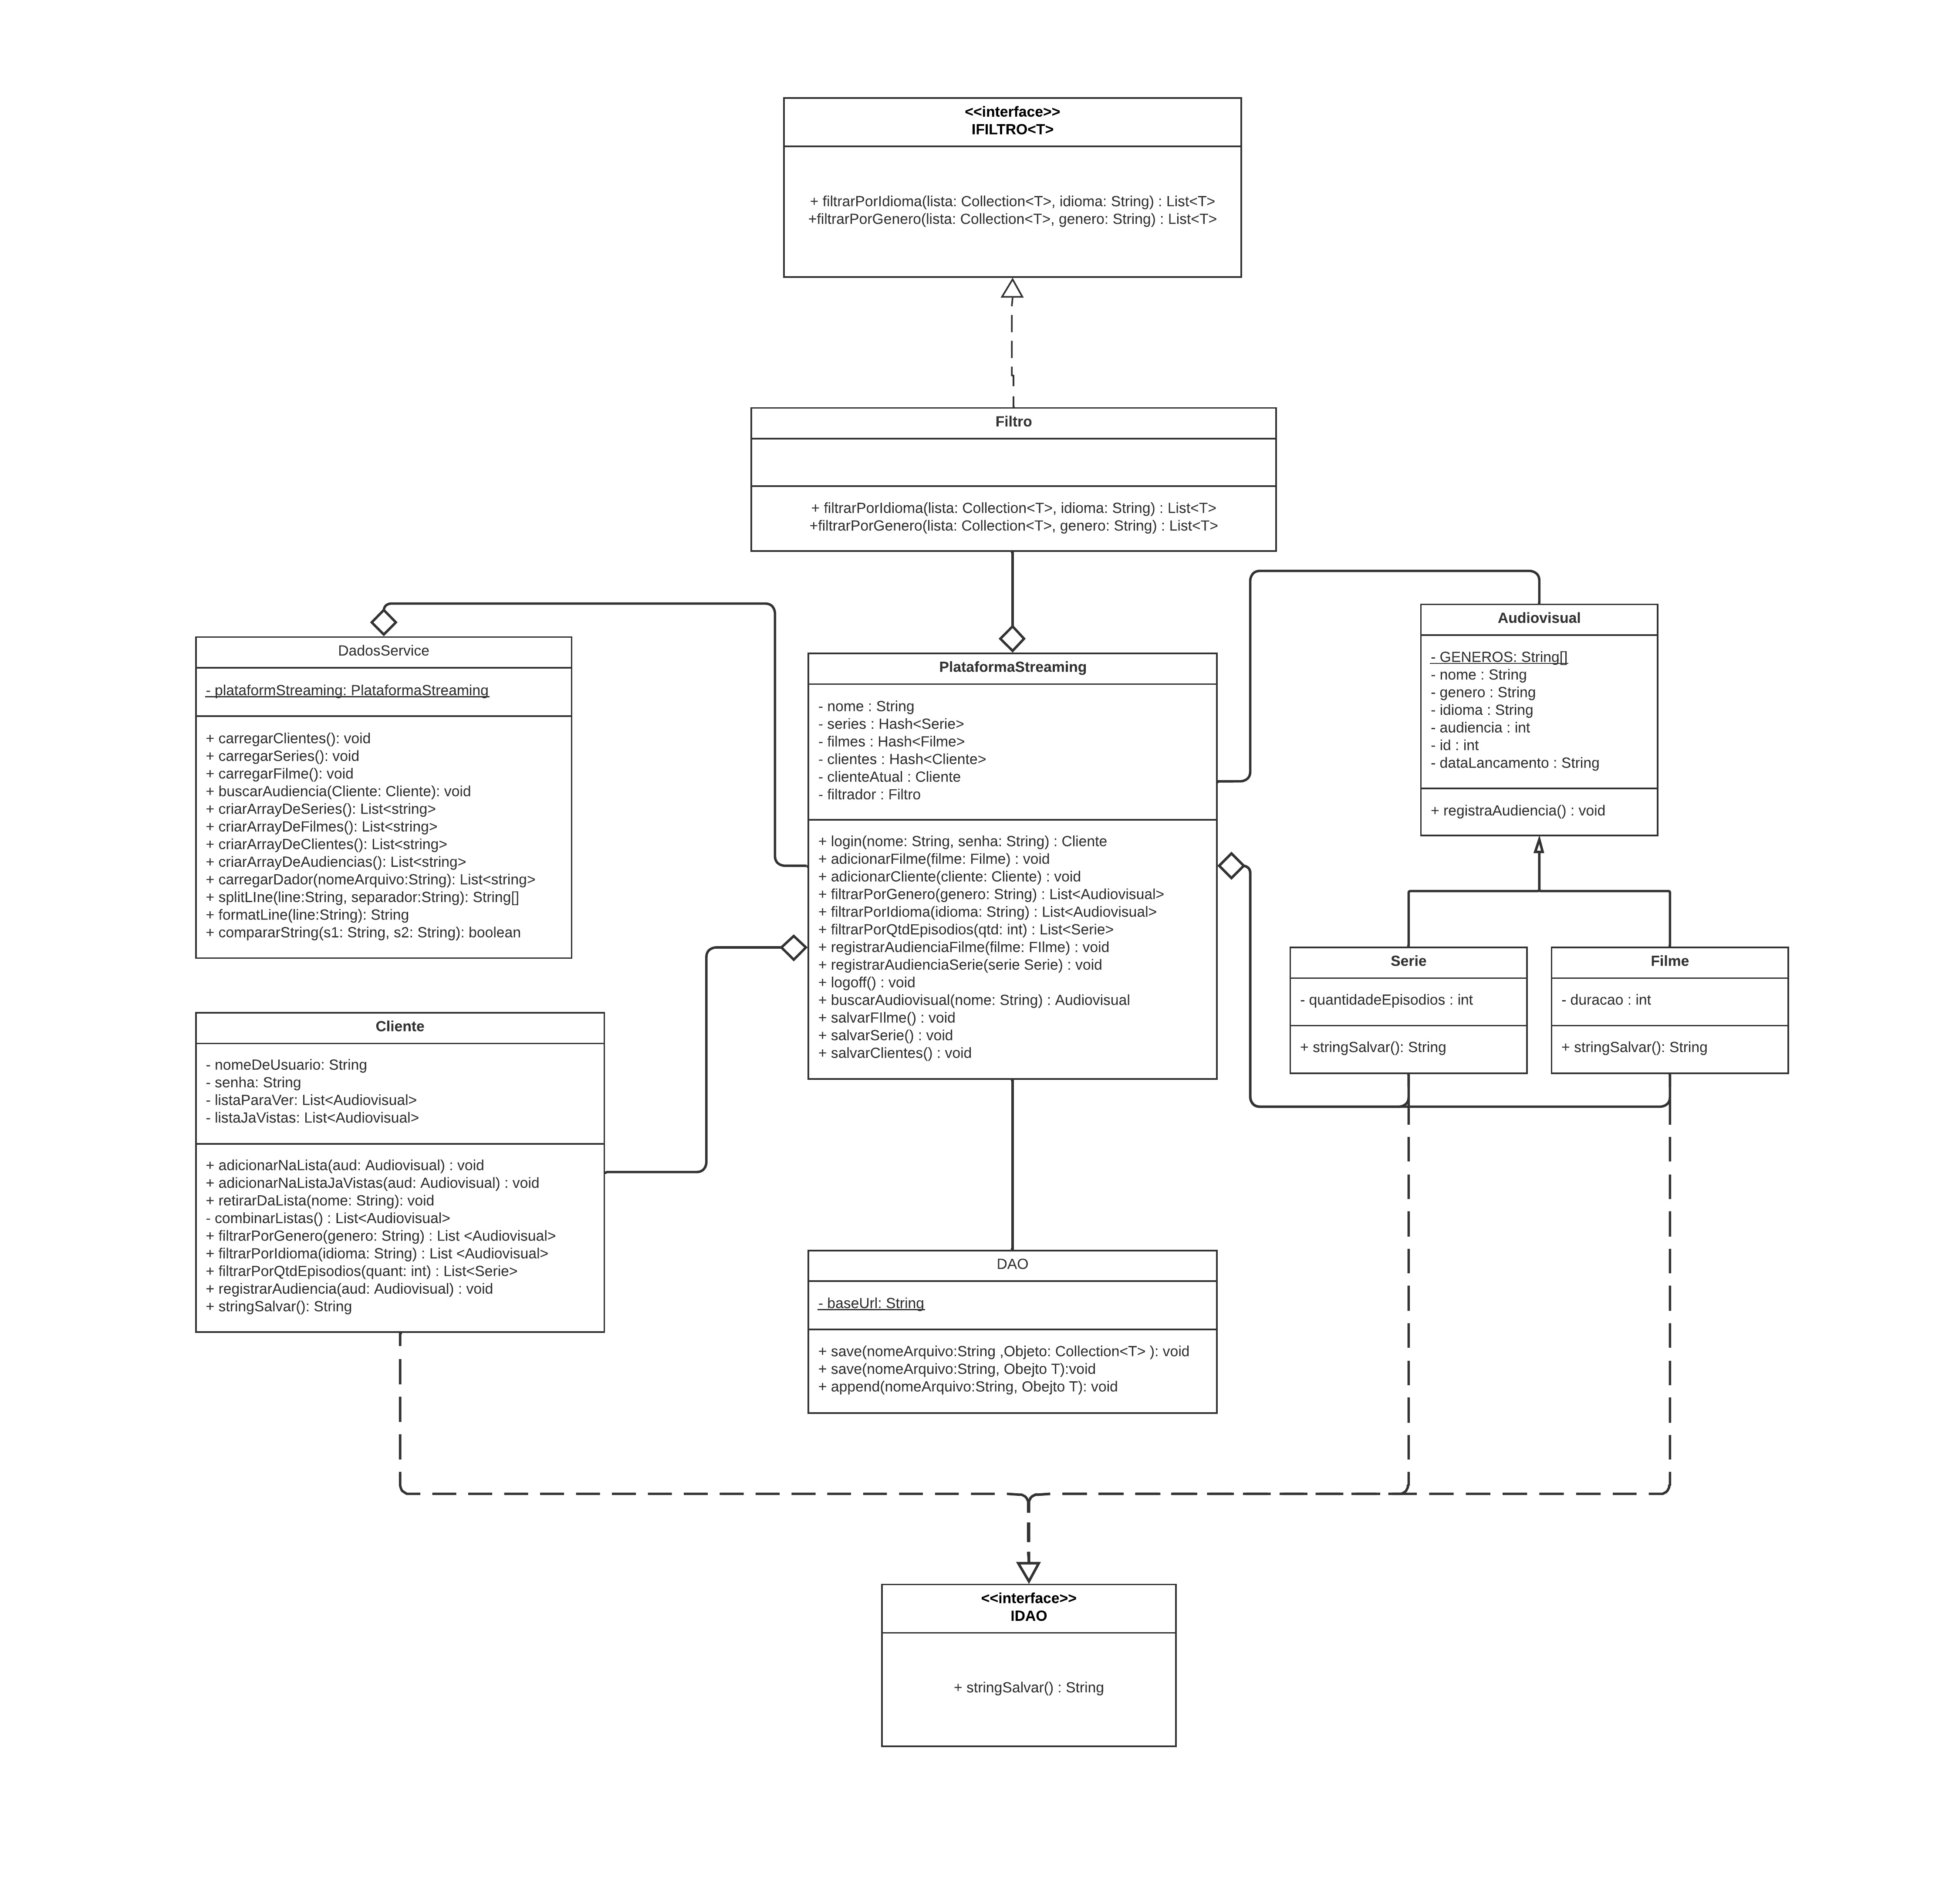 <<interface>>
IFILTRO<T>
+ filtrarPorIdioma(lista: Collection<T>, idioma: String) : List<T>
+filtrarPorGenero(lista: Collection<T>, genero: String) : List<T>
Filtro
+ filtrarPorIdioma(lista: Collection<T>, idioma: String) : List<T>
+filtrarPorGenero(lista: Collection<T>, genero: String) : List<T>
DadosService
- plataformStreaming: PlataformaStreaming
+ carregarClientes(): void
+ carregarSeries(): void
+ carregarFilme(): void
+ buscarAudiencia(Cliente: Cliente): void
+ criarArrayDeSeries(): List<string>
+ criarArrayDeFilmes(): List<string>
+ criarArrayDeClientes(): List<string>
+ criarArrayDeAudiencias(): List<string>
+ carregarDador(nomeArquivo:String): List<string>
+ splitLIne(line:String, separador:String): String[]
+ formatLine(line:String): String
+ compararString(s1: String, s2: String): boolean
PlataformaStreaming
- nome : String
- series : Hash<Serie>
- filmes : Hash<Filme>
- clientes : Hash<Cliente>
- clienteAtual : Cliente
- filtrador : Filtro
+ login(nome: String, senha: String) : Cliente
+ adicionarFilme(filme: Filme) : void
+ adicionarCliente(cliente: Cliente) : void
+ filtrarPorGenero(genero: String) : List<Audiovisual>
+ filtrarPorIdioma(idioma: String) : List<Audiovisual>
+ filtrarPorQtdEpisodios(qtd: int) : List<Serie>
+ registrarAudienciaFilme(filme: FIlme) : void
+ registrarAudienciaSerie(serie Serie) : void
+ logoff() : void
+ buscarAudiovisual(nome: String) : Audiovisual
+ salvarFIlme() : void
+ salvarSerie() : void
+ salvarClientes() : void
Audiovisual
- GENEROS: String[]
- nome : String
- genero : String
- idioma : String
- audiencia : int
- id : int
- dataLancamento : String
+ registraAudiencia() : void
Serie
- quantidadeEpisodios : int
+ stringSalvar(): String
Filme
- duracao : int
+ stringSalvar(): String
Cliente
- nomeDeUsuario: String
- senha: String
- listaParaVer: List<Audiovisual>
- listaJaVistas: List<Audiovisual>
+ adicionarNaLista(aud: Audiovisual) : void
+ adicionarNaListaJaVistas(aud: Audiovisual) : void
+ retirarDaLista(nome: String): void
- combinarListas() : List<Audiovisual>
+ filtrarPorGenero(genero: String) : List <Audiovisual>
+ filtrarPorIdioma(idioma: String) : List <Audiovisual>
+ filtrarPorQtdEpisodios(quant: int) : List<Serie>
+ registrarAudiencia(aud: Audiovisual) : void
+ stringSalvar(): String
DAO
- baseUrl: String
+ save(nomeArquivo:String ,Objeto: Collection<T> ): void
+ save(nomeArquivo:String, Obejto T):void
+ append(nomeArquivo:String, Obejto T): void
<<interface>>
IDAO
+ stringSalvar() : String